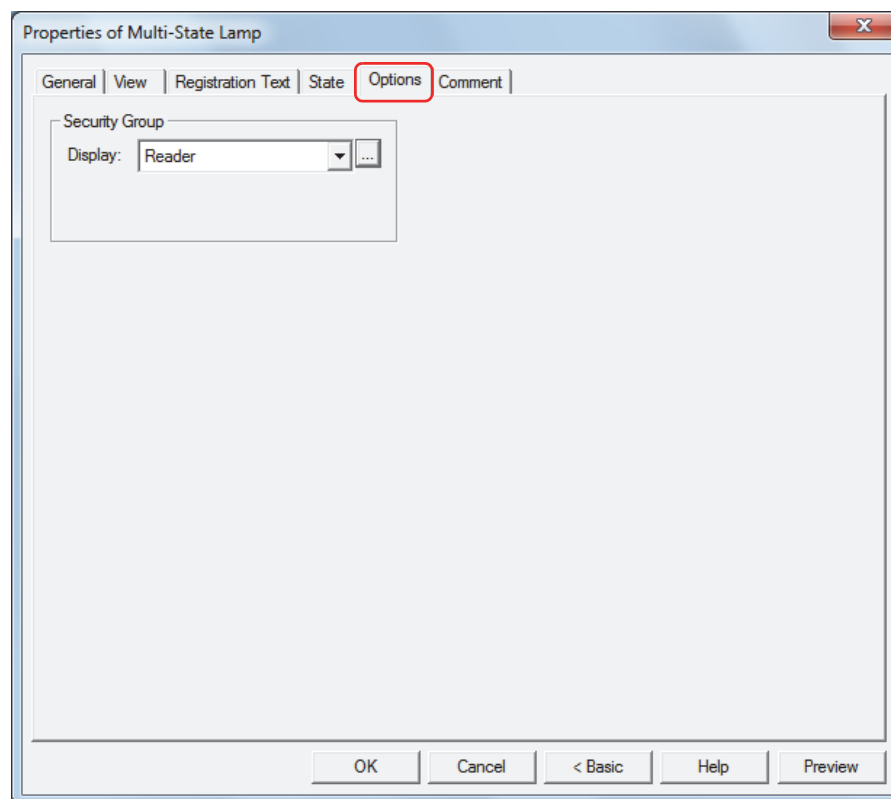 Properties of Multi-State Lamp
General View Registration Text State Options Comment
Security Group
Display: Reader ...
OK Cancel < Basic Help Preview